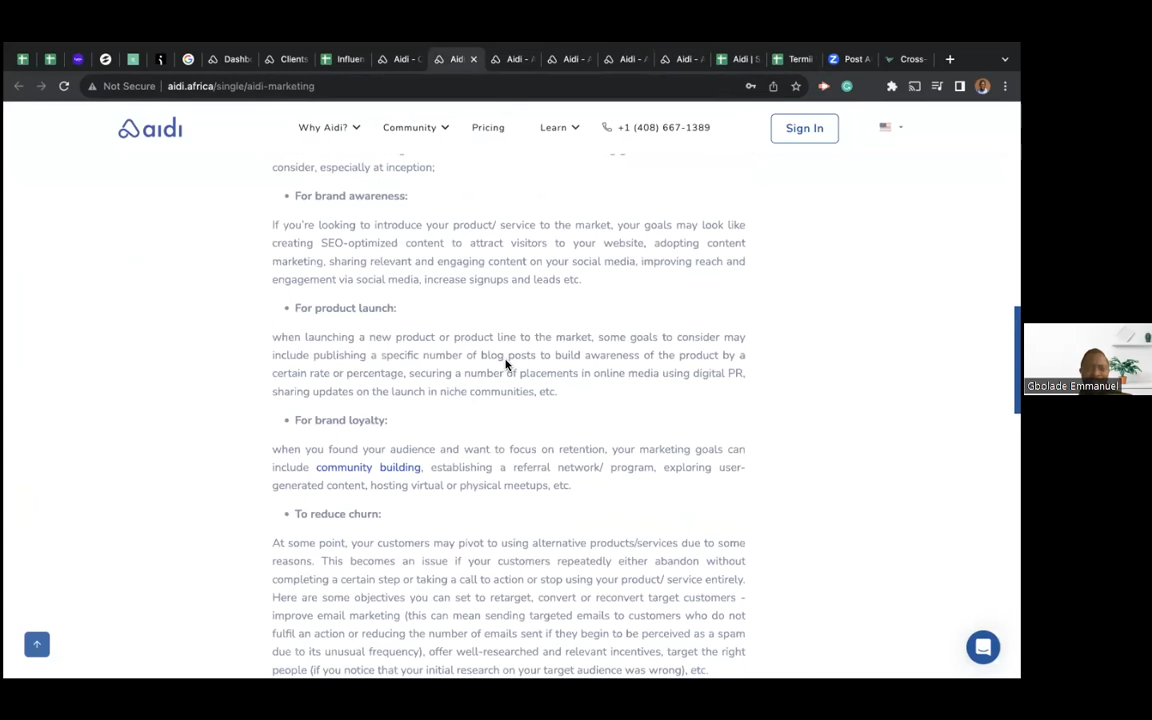 Dashbo
Clients
Influen
Aidi - C
Aidi
Aidi - A
Aidi - A
Aidi - A
Aidi - A
Aidi | S
Termii
Post A
Cross-
Not Secure
aidi.africa/single/aidi-marketing
aidi
Why Aidi?
Community
Pricing
Learn
+1 (408) 667-1389
Sign In
consider, especially at inception;
• For brand awareness:
If you're looking to introduce your product/ service to the market, your goals may look like
creating SEO-optimized content to attract visitors to your website, adopting content
marketing, sharing relevant and engaging content on your social media, improving reach and
engagement via social media, increase signups and leads etc.
• For product launch:
when launching a new product or product line to the market, some goals to consider may
include publishing a specific number of blog posts to build awareness of the product by a
certain rate or percentage, securing a number of placements in online media using digital PR,
sharing updates on the launch in niche communities, etc.
• For brand loyalty:
when you found your audience and want to focus on retention, your marketing goals can
include community building, establishing a referral network/ program, exploring user-
generated content, hosting virtual or physical meetups, etc.
• To reduce churn:
At some point, your customers may pivot to using alternative products/services due to some
reasons. This becomes an issue if your customers repeatedly either abandon without
completing a certain step or taking a call to action or stop using your product/ service entirely.
Here are some objectives you can set to retarget, convert or reconvert target customers -
improve email marketing (this can mean sending targeted emails to customers who do not
fulfil an action or reducing the number of emails sent if they begin to be perceived as a spam
due to its unusual frequency), offer well-researched and relevant incentives, target the right
people (if you notice that your initial research on your target audience was wrong), etc.
Gbolade Emmanuel